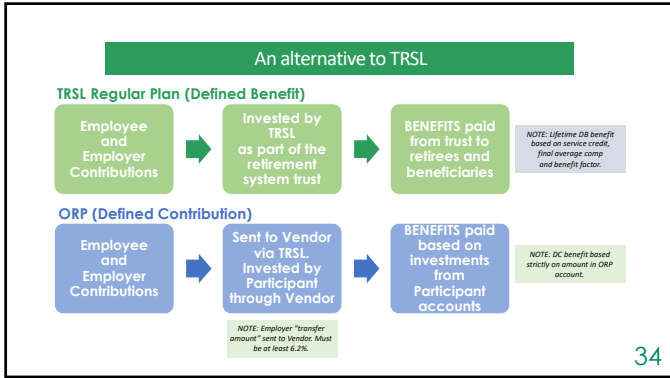 An alternative to TRSL
TRSL Regular Plan (Defined Benefit)
Employee
and
Employer
Contributions
Invested by
TRSL
as part of the
retirement
system trust
BENEFITS paid
from trust to
retirees and
beneficiaries
NOTE: Lifetime DB benefit
based on service credit,
final average comp
and benefit factor.
ORP (Defined Contribution)
Employee
and
Employer
Contributions
Sent to Vendor
via TRSL.
Invested by
Participant
through Vendor
BENEFITS paid
based on
investments
from
Participant
accounts
NOTE: DC benefit based
strictly on amount in ORP
account.
NOTE: Employer “transfer
amount” sent to Vendor. Must
be at least 6.2%.
34